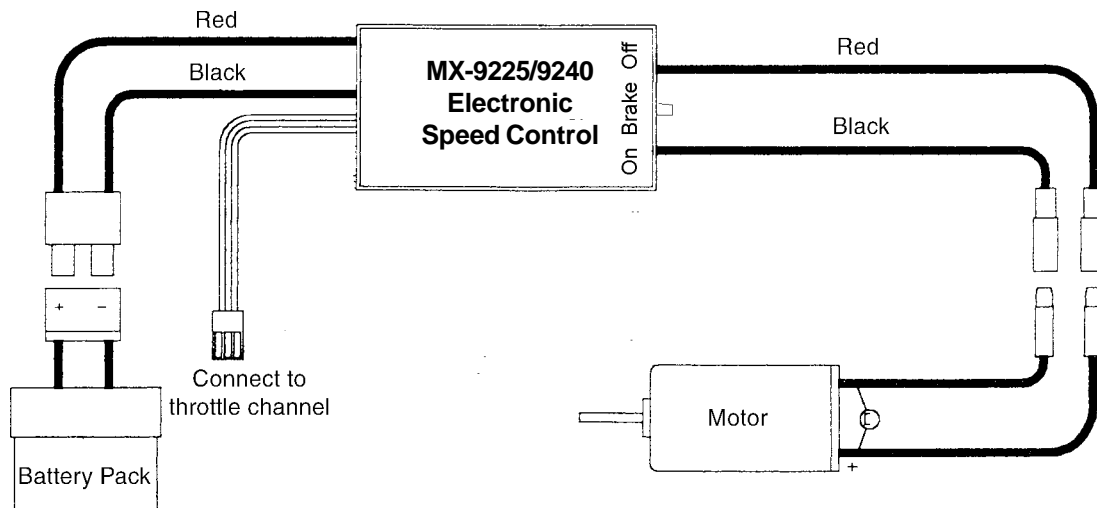 Red
Black
MX-9225/9240
Electronic
Speed Control
On Brake Off
Red
Black
+ −
Connect to
throttle channel
Battery Pack
Motor
+